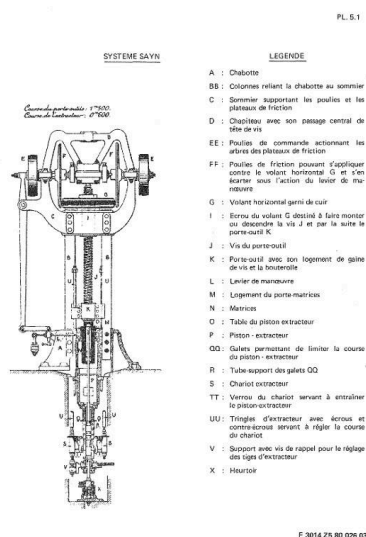 PL. 5.1
SYSTEME SAYN
LEGENDE
Course du porte-outils : 1m500.
Course de l'extracteur : 0m600.
A : Chabotte
BB : Colonnes reliant la chabotte au sommier
C : Sommier supportant les poulies et les
plateaux de friction
D : Chapiteau avec son passage central de
tête de vis
EE : Poulies de commande actionnant les
arbres des plateaux de friction
FF : Poulies de friction pouvant s'appliquer
contre le volant horizontal G et s'en
écarter sous l'action du levier de ma-
nœuvre
G : Volant horizontal garni de cuir
I : Ecrou du volant G destiné à faire monter
ou descendre la vis J et par la suite le
porte-outil K
J : Vis du porte-outil
K : Porte-outil avec son logement de gaine
de vis et la bouterolle
L : Levier de manœuvre
M : Logement du porte-matrices
N : Matrices
O : Table du piston extracteur
P : Piston - extracteur
QQ : Galets permettant de limiter la course
du piston - extracteur
R : Tube-support des galets QQ
S : Chariot extracteur
TT : Verrou du chariot servant à entraîner
le piston-extracteur
UU : Tringles d'extracteur avec écrous et
contre-écrous servant à régler la course
du chariot
V : Support avec vis de rappel pour le réglage
des tiges d'extracteur
X : Heurtoir
F 3014 ZS 80 026 03